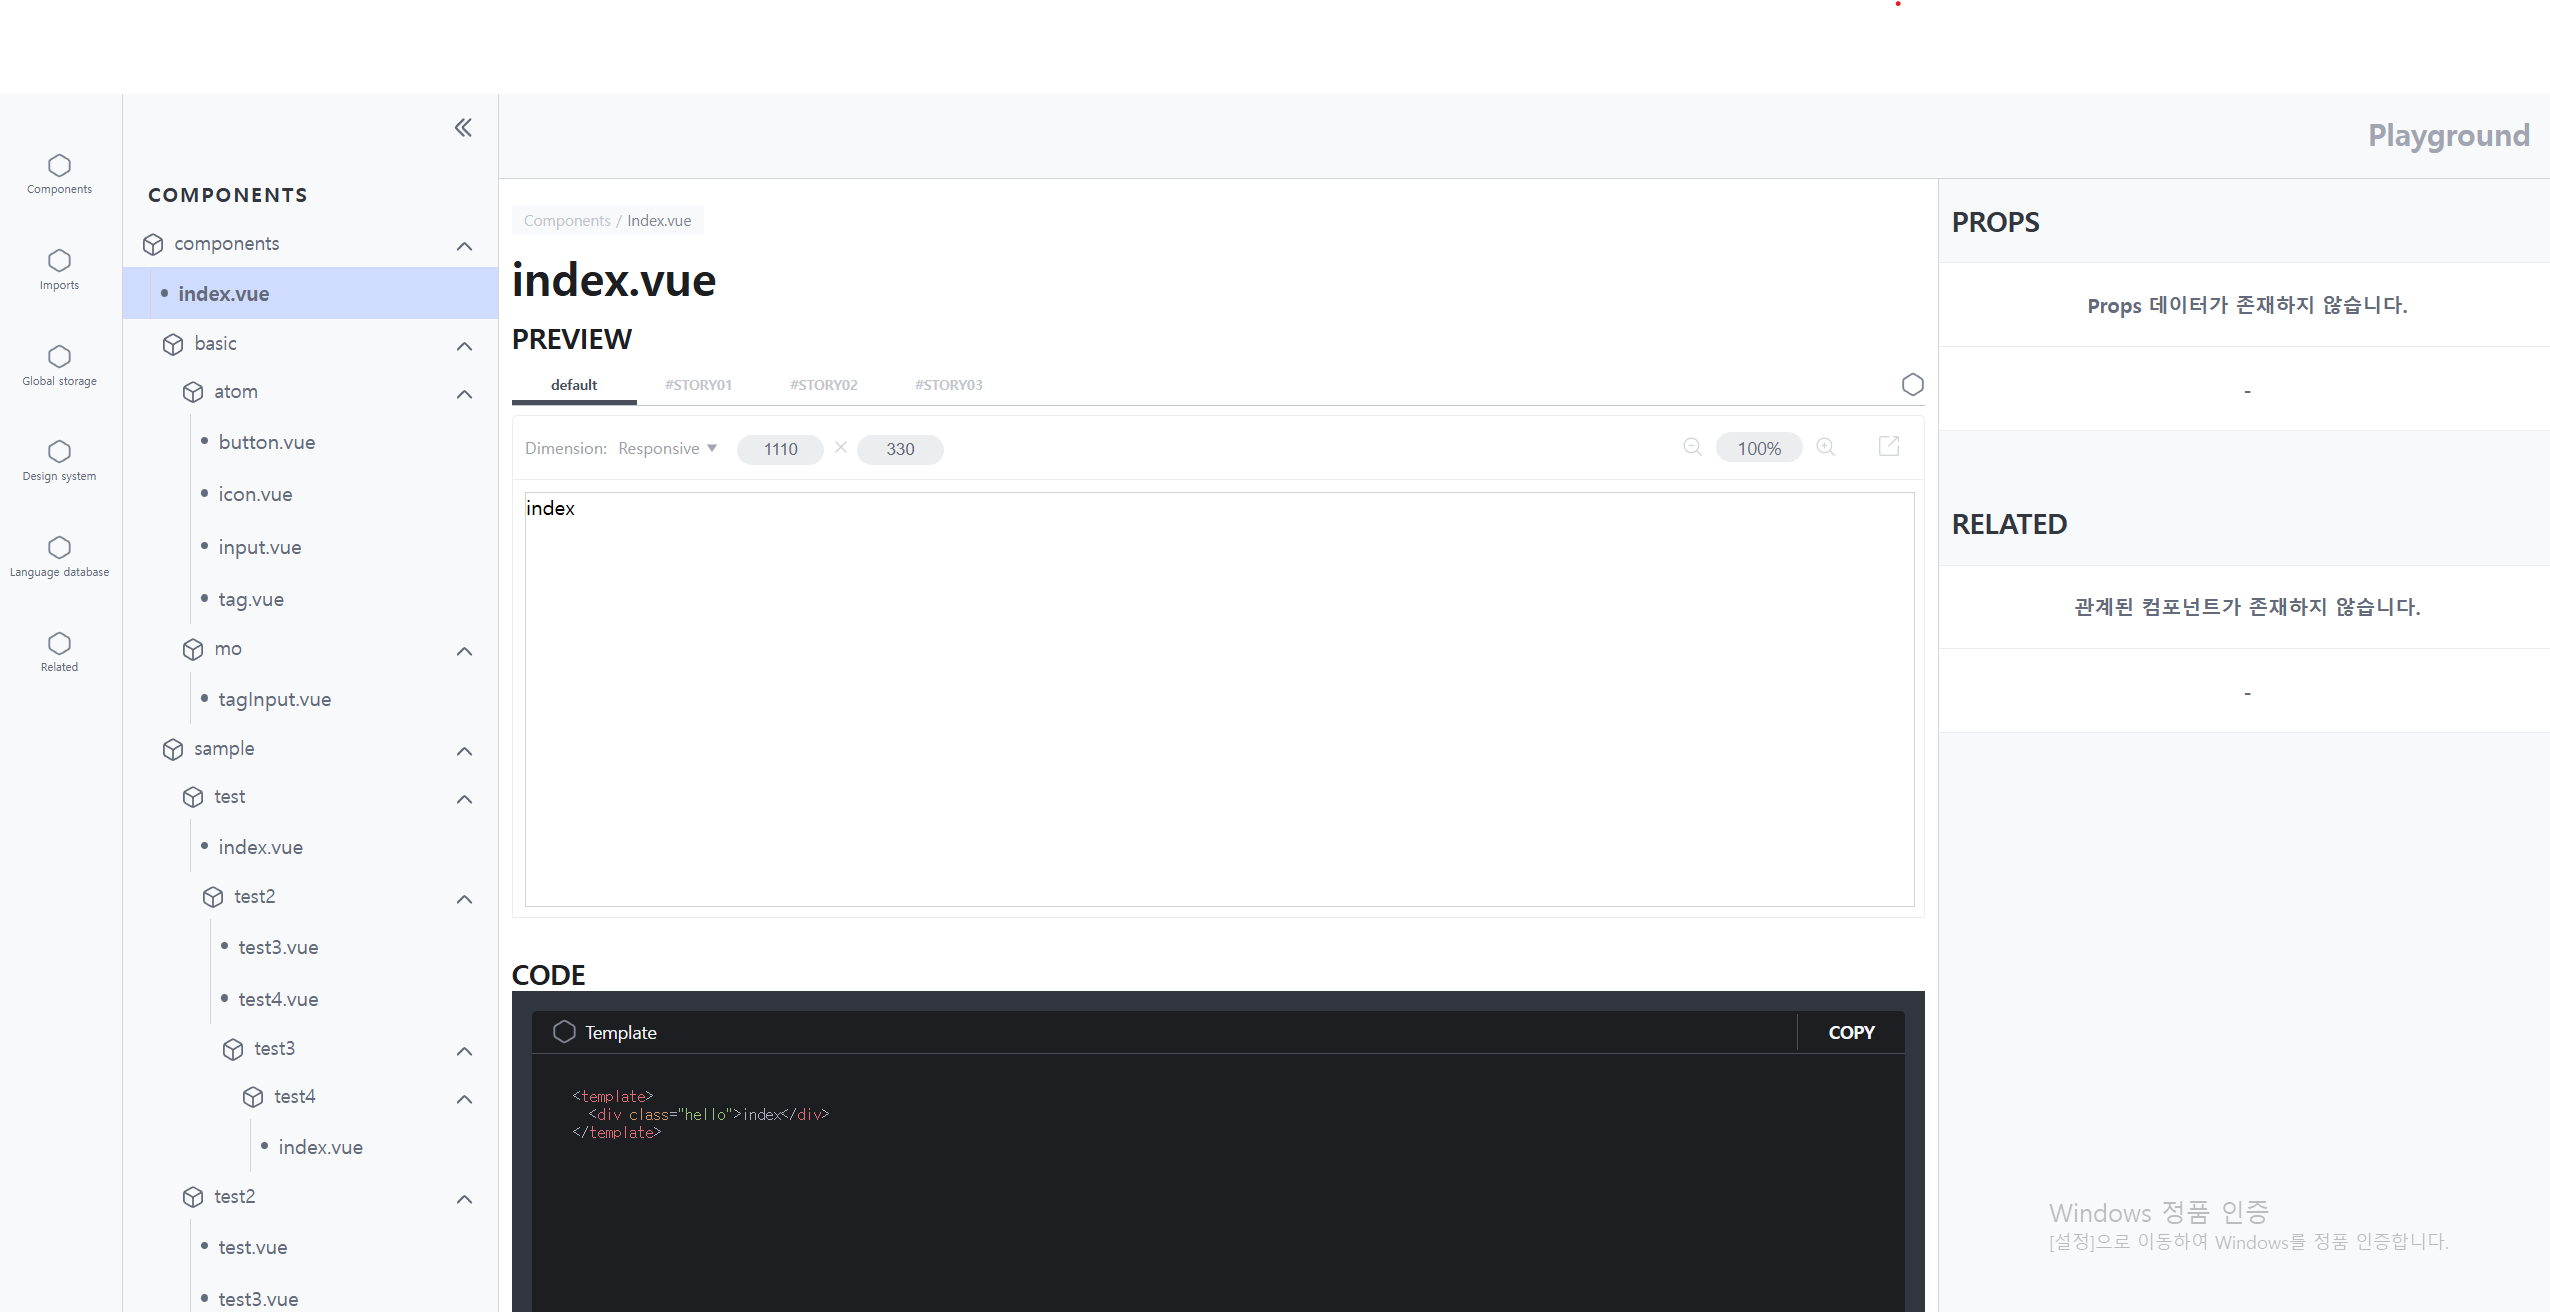 Components
Imports
Global storage
Design system
Language database
Related
COMPONENTS
components
index.vue
basic
atom
button.vue
icon.vue
input.vue
tag.vue
mo
tagInput.vue
sample
test
index.vue
test2
test3.vue
test4.vue
test3
test4
index.vue
test2
test.vue
test3.vue
Playground
Components / Index.vue
index.vue
PREVIEW
default #STORY01 #STORY02 #STORY03
Dimension: Responsive 1110 × 330 100%
index
CODE
Template COPY
<template>
<div class="hello">index</div>
</template>
PROPS
Props 데이터가 존재하지 않습니다.
-
RELATED
관계된 컴포넌트가 존재하지 않습니다.
-
Windows 정품 인증
[설정]으로 이동하여 Windows를 정품 인증합니다.